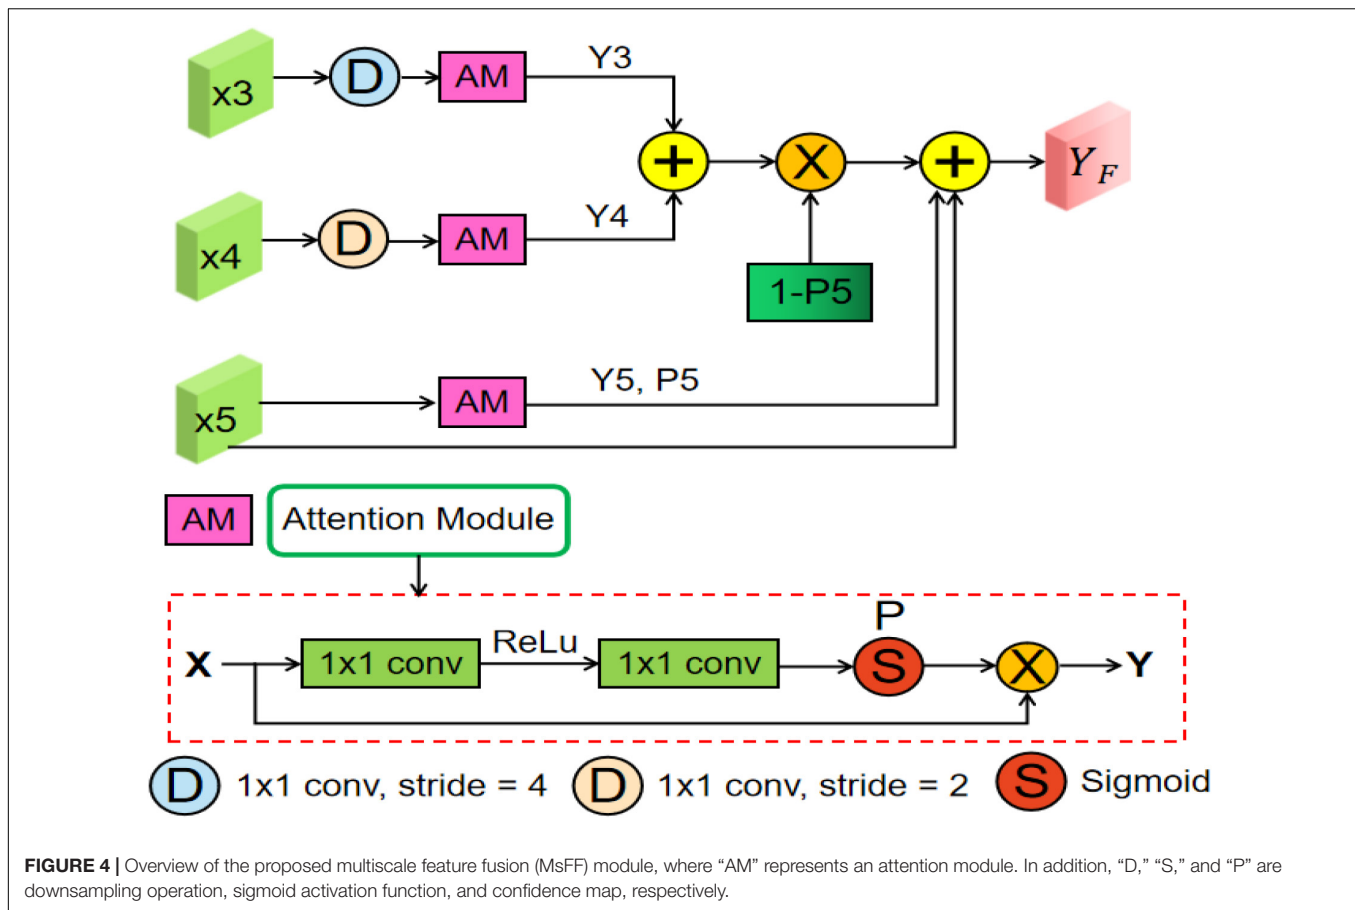 x3
D
AM
Y3
+
X
+
Y_F
x4
D
AM
Y4
1-P5
x5
AM
Y5, P5
AM
Attention Module
P
X
1x1 conv
ReLu
1x1 conv
S
X
Y
D 1x1 conv, stride = 4
D 1x1 conv, stride = 2
S Sigmoid
FIGURE 4 | Overview of the proposed multiscale feature fusion (MsFF) module, where “AM” represents an attention module. In addition, “D,” “S,” and “P” are
downsampling operation, sigmoid activation function, and confidence map, respectively.